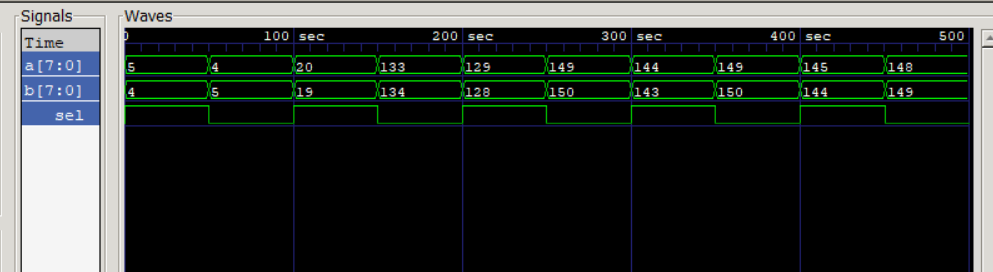 Signals Waves
Time 0 100 sec 200 sec 300 sec 400 sec 500
a[7:0] 5 4 20 133 129 149 144 149 145 148
b[7:0] 4 5 19 134 128 150 143 150 144 149
sel